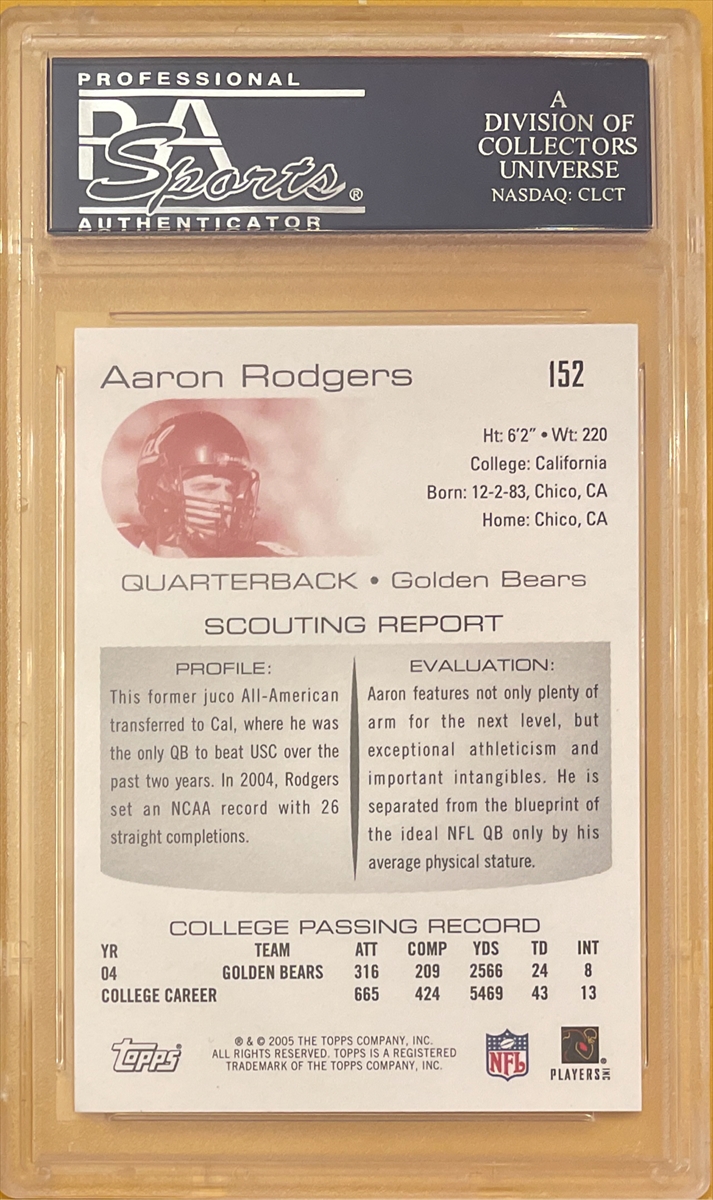 PROFESSIONAL
PSA
Sports®
AUTHENTICATOR
A
DIVISION OF
COLLECTORS
UNIVERSE
NASDAQ: CLCT
Aaron Rodgers
152
Ht: 6'2" • Wt: 220
College: California
Born: 12-2-83, Chico, CA
Home: Chico, CA
QUARTERBACK • Golden Bears
SCOUTING REPORT
PROFILE:
This former juco All-American
transferred to Cal, where he was
the only QB to beat USC over the
past two years. In 2004, Rodgers
set an NCAA record with 26
straight completions.
EVALUATION:
Aaron features not only plenty of
arm for the next level, but
exceptional athleticism and
important intangibles. He is
separated from the blueprint of
the ideal NFL QB only by his
average physical stature.
COLLEGE PASSING RECORD
YR TEAM ATT COMP YDS TD INT
04 GOLDEN BEARS 316 209 2566 24 8
COLLEGE CAREER 665 424 5469 43 13
Topps®
® & © 2005 THE TOPPS COMPANY, INC.
ALL RIGHTS RESERVED. TOPPS IS A REGISTERED
TRADEMARK OF THE TOPPS COMPANY, INC.
NFL
PLAYERS INC®